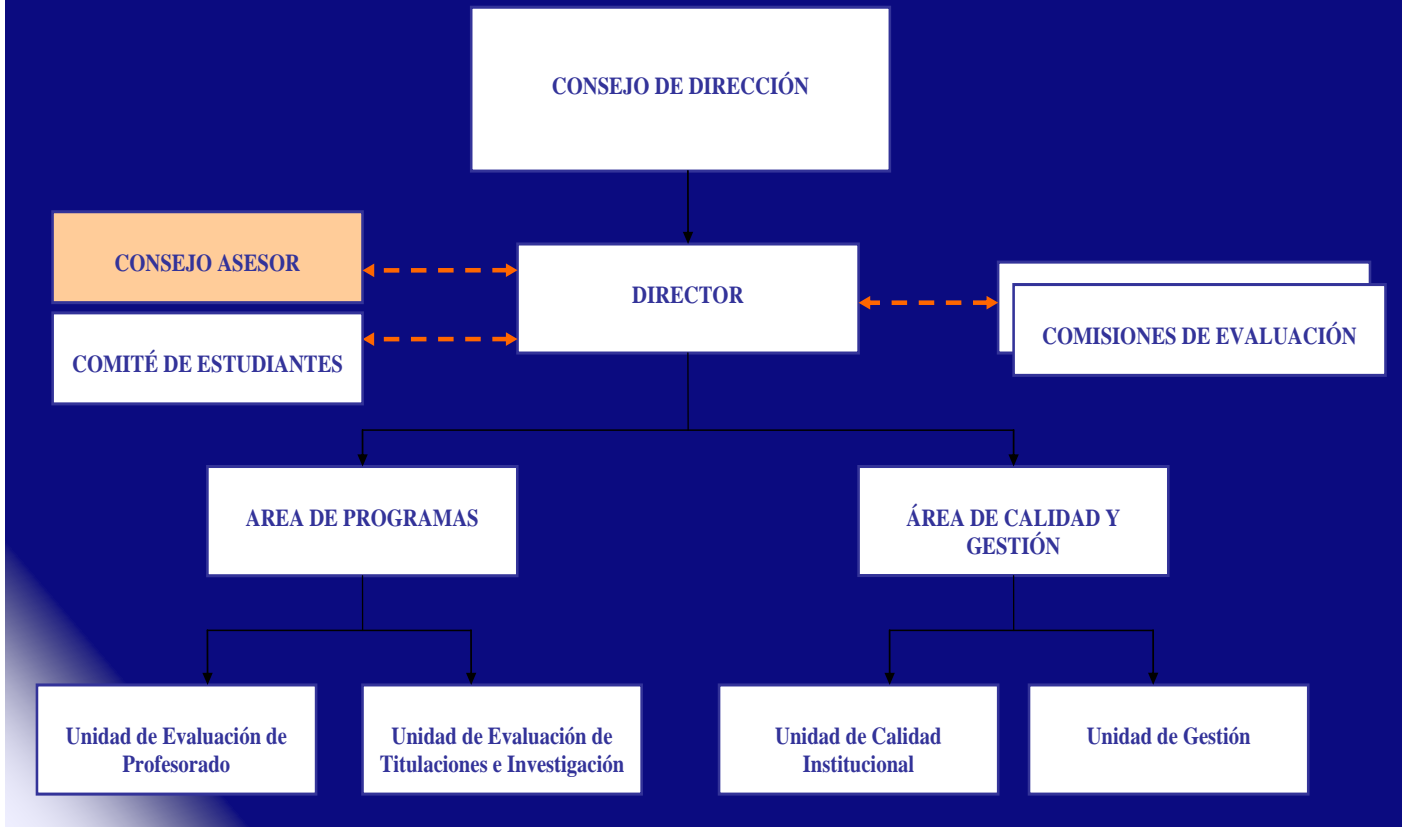 CONSEJO DE DIRECCIÓN
CONSEJO ASESOR
DIRECTOR
COMISIONES DE EVALUACIÓN
COMITÉ DE ESTUDIANTES
AREA DE PROGRAMAS
ÁREA DE CALIDAD Y
GESTIÓN
Unidad de Evaluación de
Profesorado
Unidad de Evaluación de
Titulaciones e Investigación
Unidad de Calidad
Institucional
Unidad de Gestión